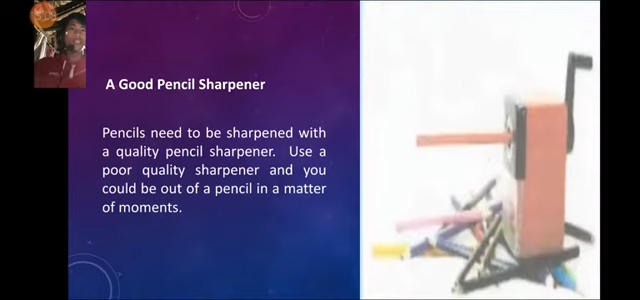 A Good Pencil Sharpener
Pencils need to be sharpened with
a quality pencil sharpener. Use a
poor quality sharpener and you
could be out of a pencil in a matter
of moments.